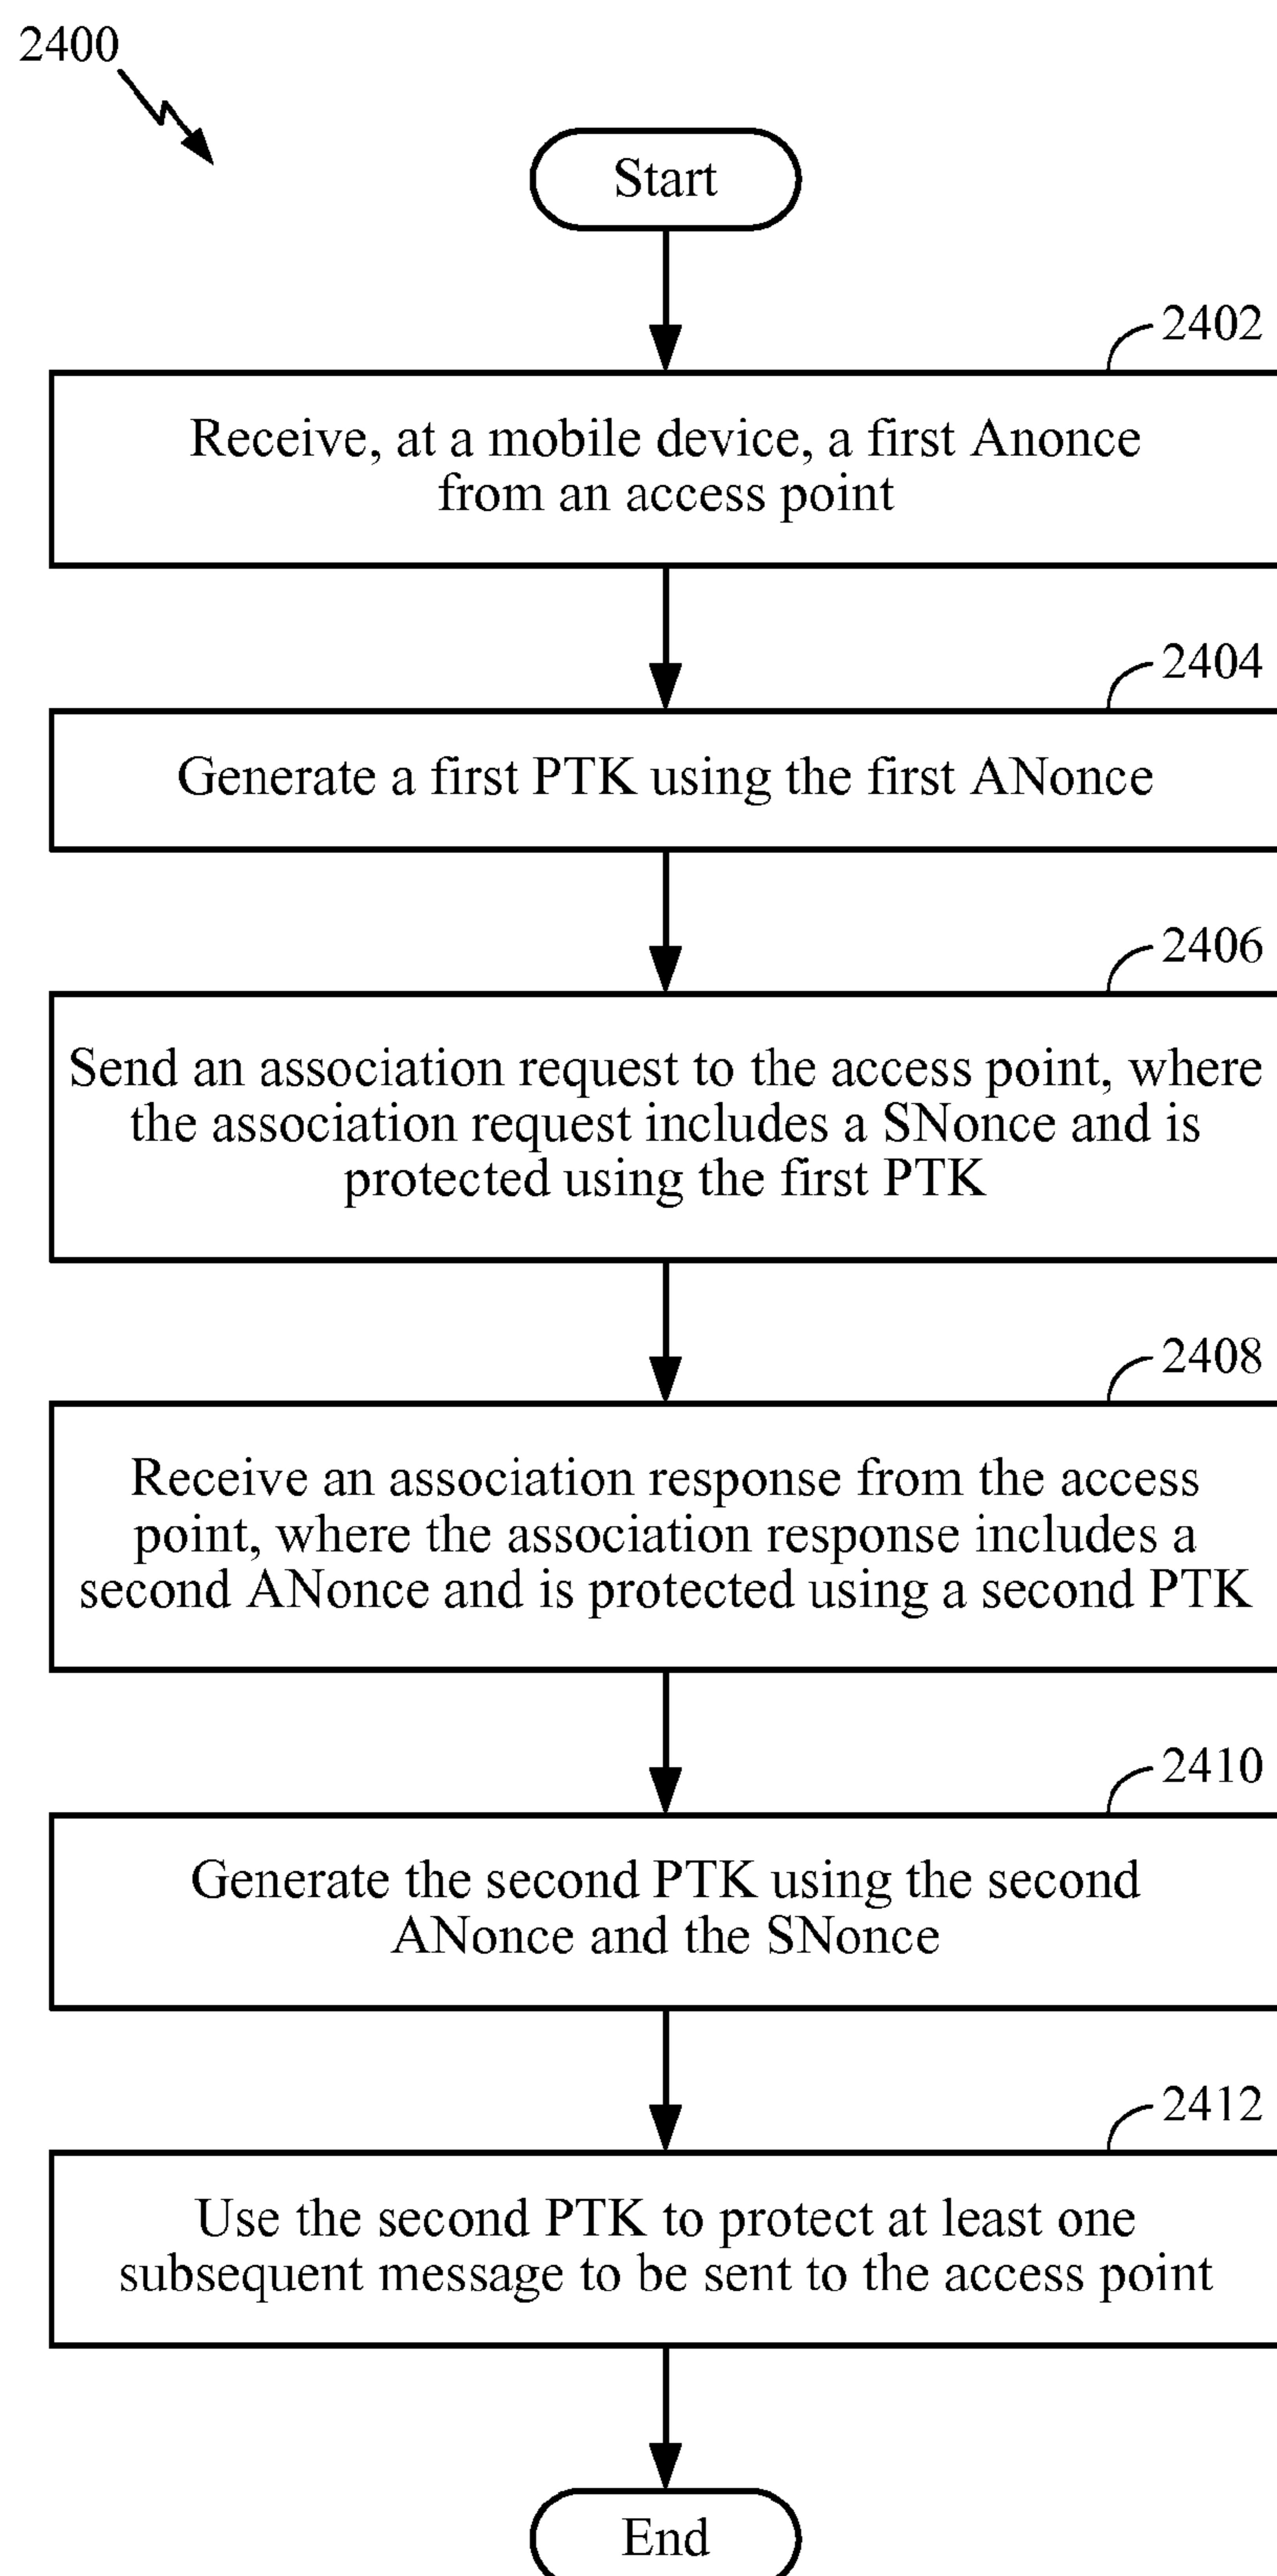 2400
Start
2402
Receive, at a mobile device, a first Anonce
from an access point
2404
Generate a first PTK using the first ANonce
2406
Send an association request to the access point, where
the association request includes a SNonce and is
protected using the first PTK
2408
Receive an association response from the access
point, where the association response includes a
second ANonce and is protected using a second PTK
2410
Generate the second PTK using the second
ANonce and the SNonce
2412
Use the second PTK to protect at least one
subsequent message to be sent to the access point
End